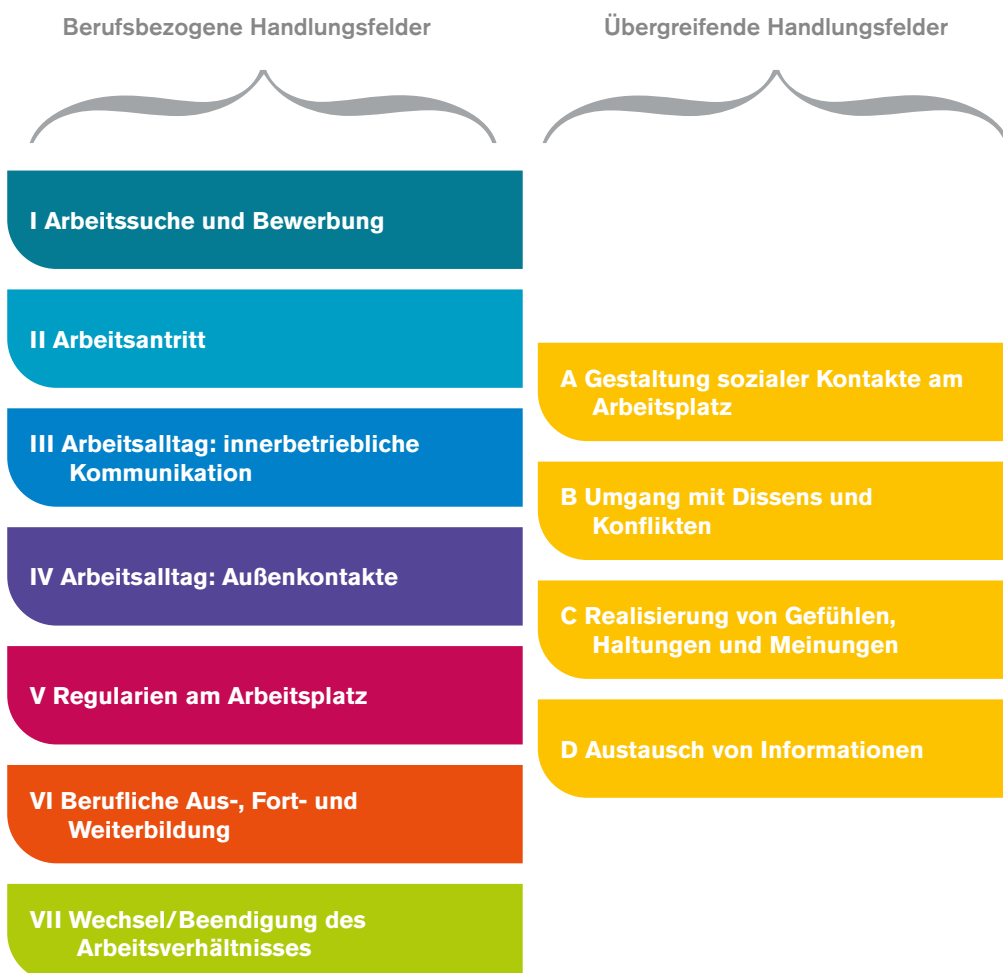 Berufsbezogene Handlungsfelder
I Arbeitssuche und Bewerbung
II Arbeitsantritt
III Arbeitsalltag: innerbetriebliche
Kommunikation
IV Arbeitsalltag: Außenkontakte
V Regularien am Arbeitsplatz
VI Berufliche Aus-, Fort- und
Weiterbildung
VII Wechsel/Beendigung des
Arbeitsverhältnisses
Übergreifende Handlungsfelder
A Gestaltung sozialer Kontakte am
Arbeitsplatz
B Umgang mit Dissens und
Konflikten
C Realisierung von Gefühlen,
Haltungen und Meinungen
D Austausch von Informationen